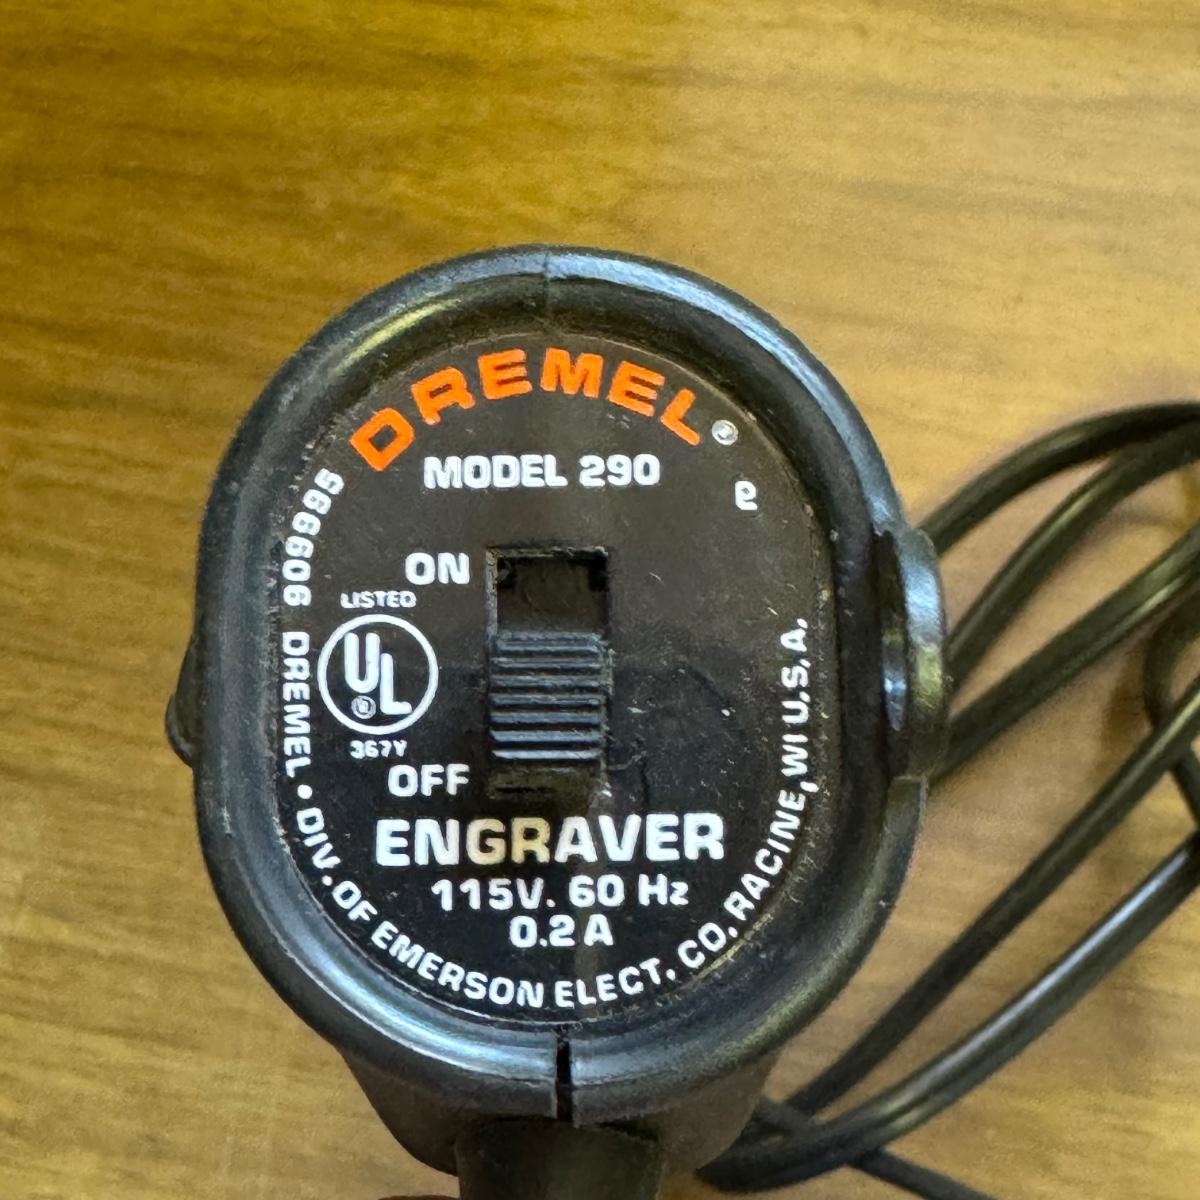 DREMEL®
MODEL 290
e
ON
LISTED
UL®
367Y
OFF
ENGRAVER
115V. 60 Hz
0.2 A
DREMEL • DIV. OF EMERSON ELECT. CO. RACINE, WI U.S.A.